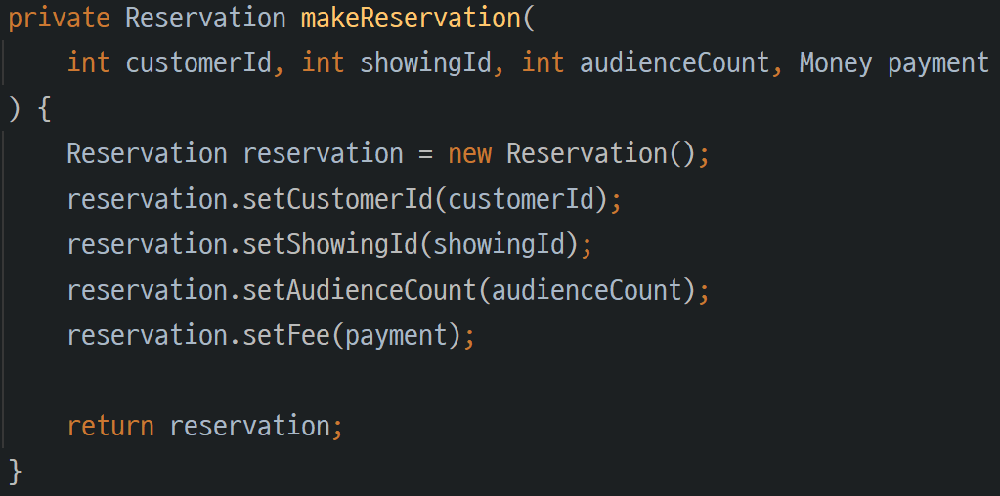 private Reservation makeReservation(
    int customerId, int showingId, int audienceCount, Money payment
) {
    Reservation reservation = new Reservation();
    reservation.setCustomerId(customerId);
    reservation.setShowingId(showingId);
    reservation.setAudienceCount(audienceCount);
    reservation.setFee(payment);

    return reservation;
}